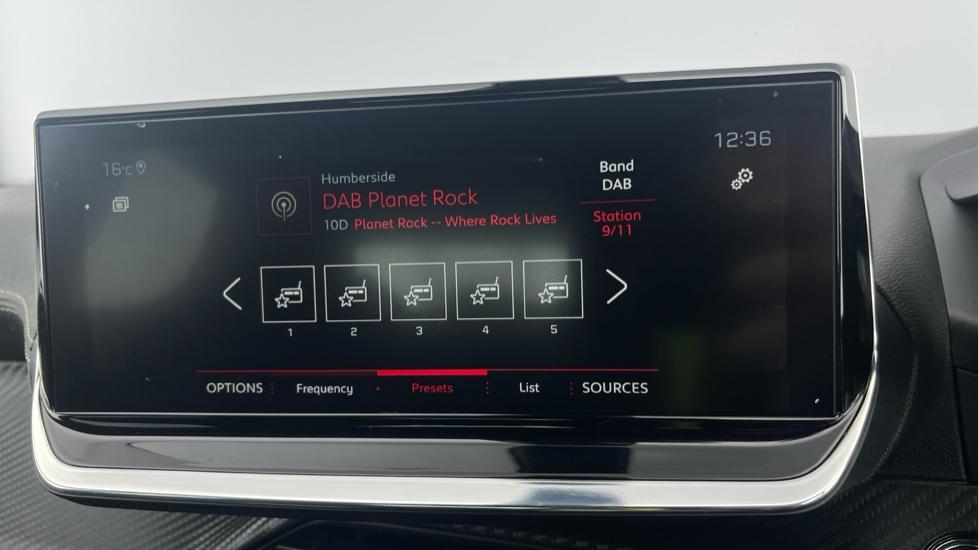 16°C
12:36
Humberside
DAB Planet Rock
10D Planet Rock -- Where Rock Lives
Band
DAB
Station
9/11
1 2 3 4 5
OPTIONS Frequency Presets List SOURCES